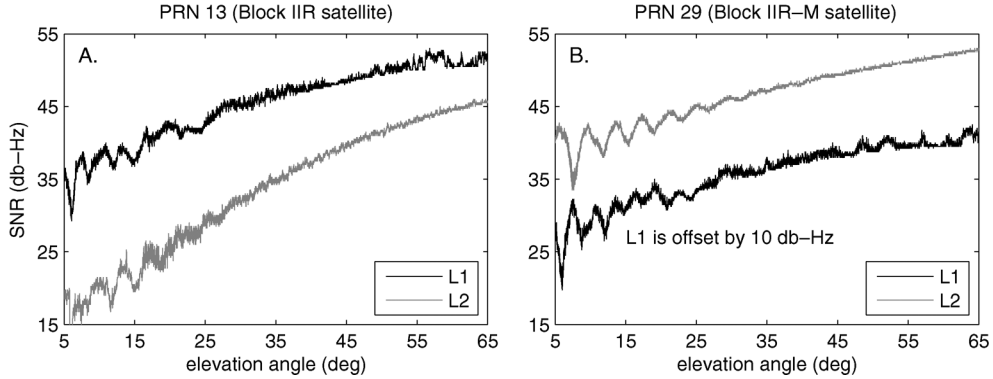 PRN 13 (Block IIR satellite)
PRN 29 (Block IIR−M satellite)
A.
B.
SNR (db−Hz)
55
45
35
25
15
55
45
35
25
15
L1 is offset by 10 db−Hz
L1
L2
L1
L2
5 15 25 35 45 55 65
5 15 25 35 45 55 65
elevation angle (deg)
elevation angle (deg)